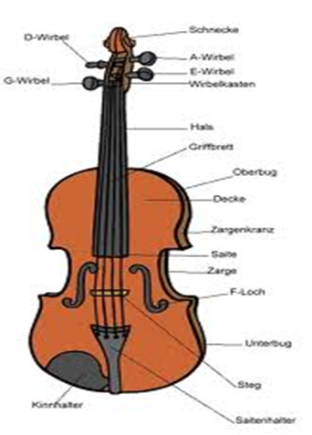 Schnecke
D-Wirbel
A-Wirbel
E-Wirbel
G-Wirbel
Wirbelkasten
Hals
Griffbrett
Oberbug
Decke
Zargenkranz
Saite
Zarge
F-Loch
Unterbug
Steg
Kinnhalter
Saitenhalter